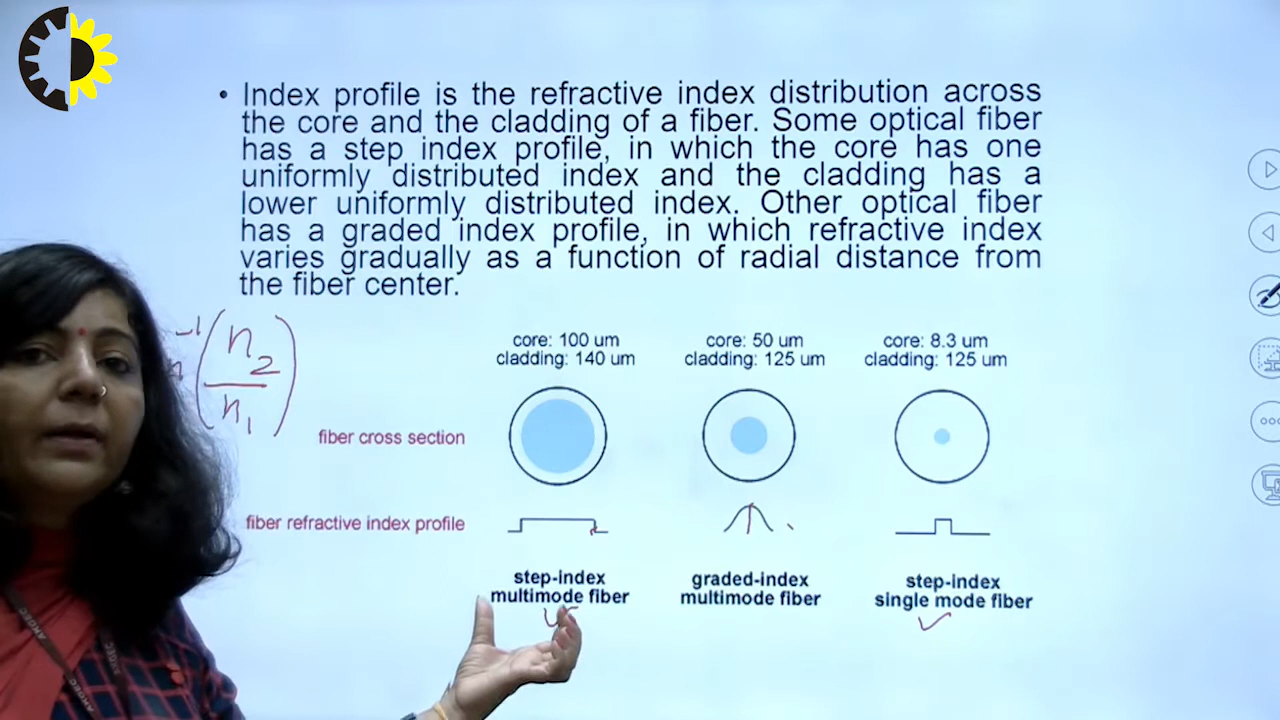 • Index profile is the refractive index distribution across
the core and the cladding of a fiber. Some optical fiber
has a step index profile, in which the core has one
uniformly distributed index and the cladding has a
lower uniformly distributed index. Other optical fiber
has a graded index profile, in which refractive index
varies gradually as a function of radial distance from
the fiber center.
-1
n2
n1
core: 100 um
cladding: 140 um
core: 50 um
cladding: 125 um
core: 8.3 um
cladding: 125 um
fiber cross section
fiber refractive index profile
step-index
multimode fiber
graded-index
multimode fiber
step-index
single mode fiber
AKGEC
AKGEC